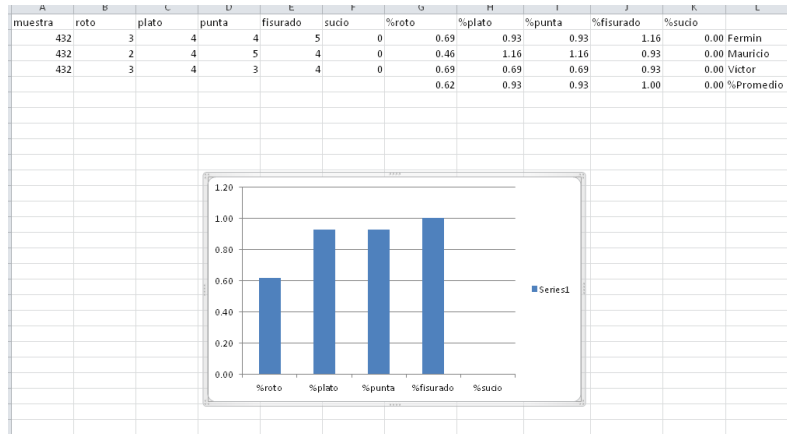 A B C D E F G H I J K L
muestra roto plato punta fisurado sucio %roto %plato %punta %fisurado %sucio
432 3 4 4 5 0 0.69 0.93 0.93 1.16 0.00 Fermin
432 2 4 5 4 0 0.46 1.16 1.16 0.93 0.00 Mauricio
432 3 4 3 4 0 0.69 0.69 0.69 0.93 0.00 Victor
0.62 0.93 0.93 1.00 0.00 %Promedio
1.20
1.00
0.80
0.60
0.40
0.20
0.00
Series1
%roto %plato %punta %fisurado %sucio